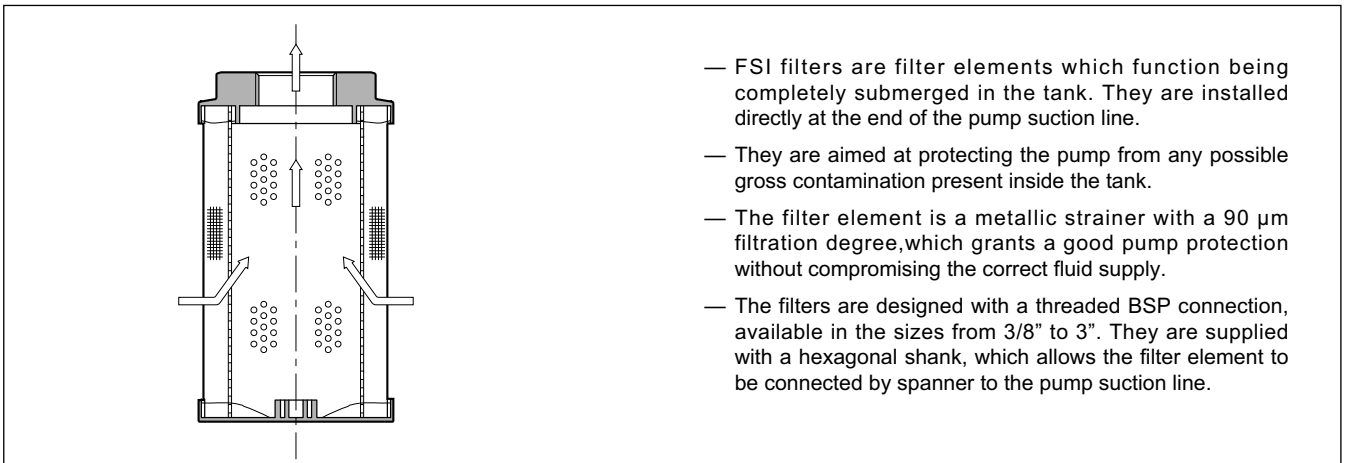 — FSI filters are filter elements which function being
completely submerged in the tank. They are installed
directly at the end of the pump suction line.
— They are aimed at protecting the pump from any possible
gross contamination present inside the tank.
— The filter element is a metallic strainer with a 90 µm
filtration degree,which grants a good pump protection
without compromising the correct fluid supply.
— The filters are designed with a threaded BSP connection,
available in the sizes from 3/8” to 3”. They are supplied
with a hexagonal shank, which allows the filter element to
be connected by spanner to the pump suction line.